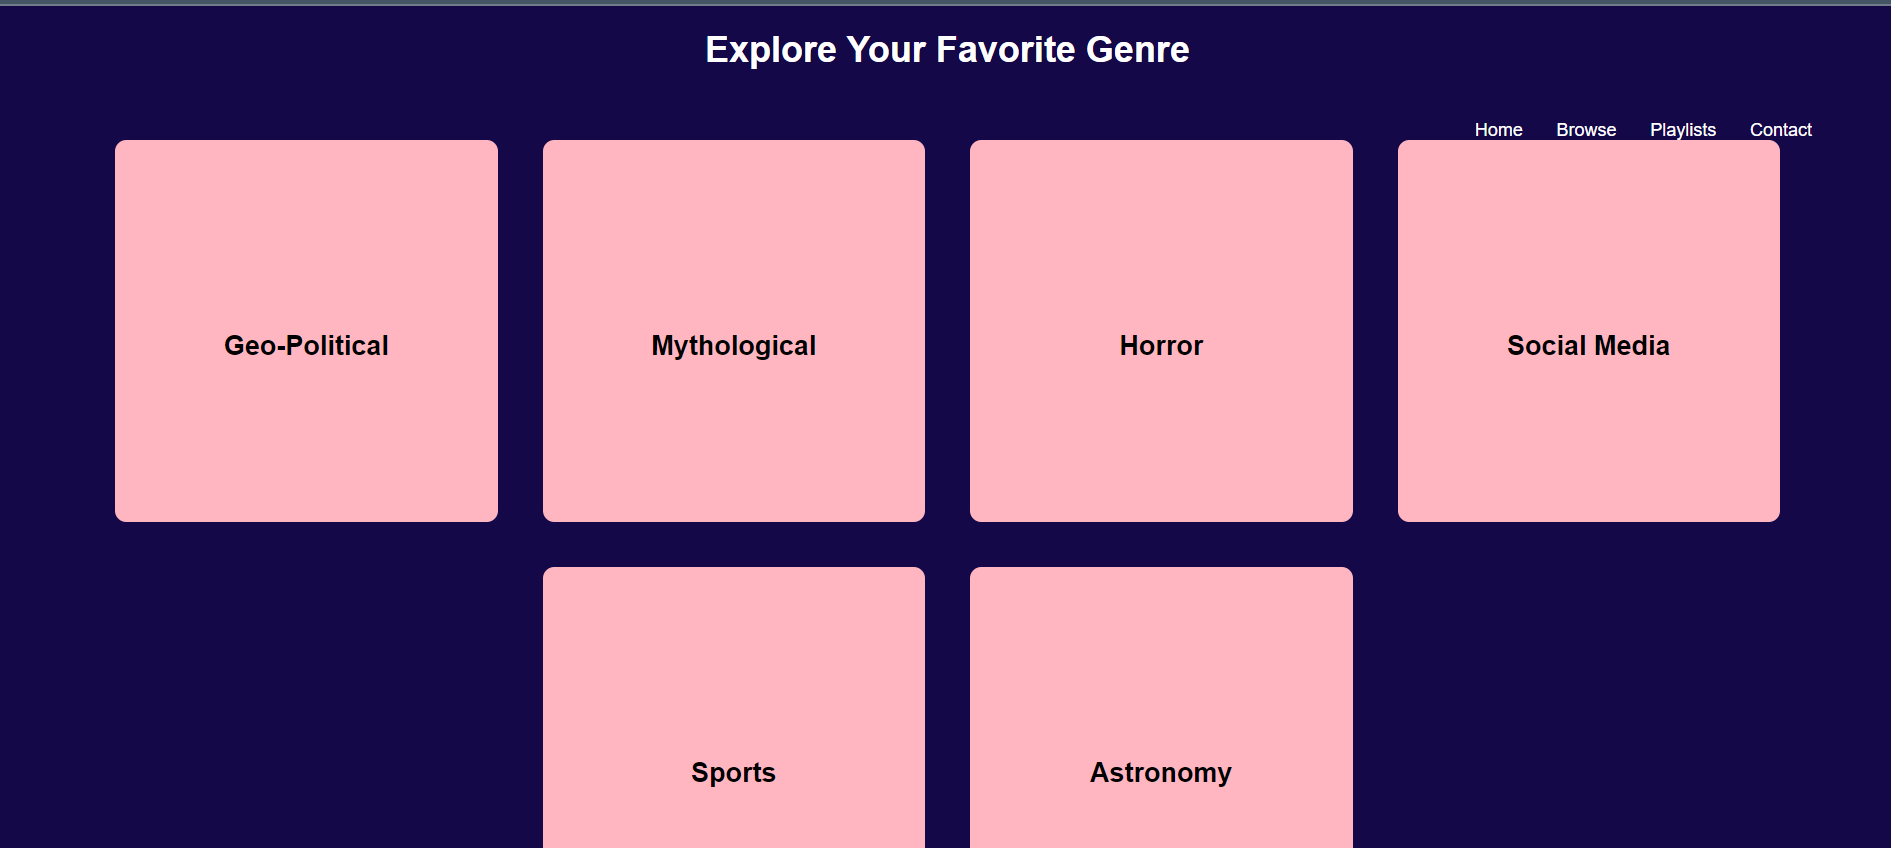 Explore Your Favorite Genre
Home Browse Playlists Contact
Geo-Political
Mythological
Horror
Social Media
Sports
Astronomy